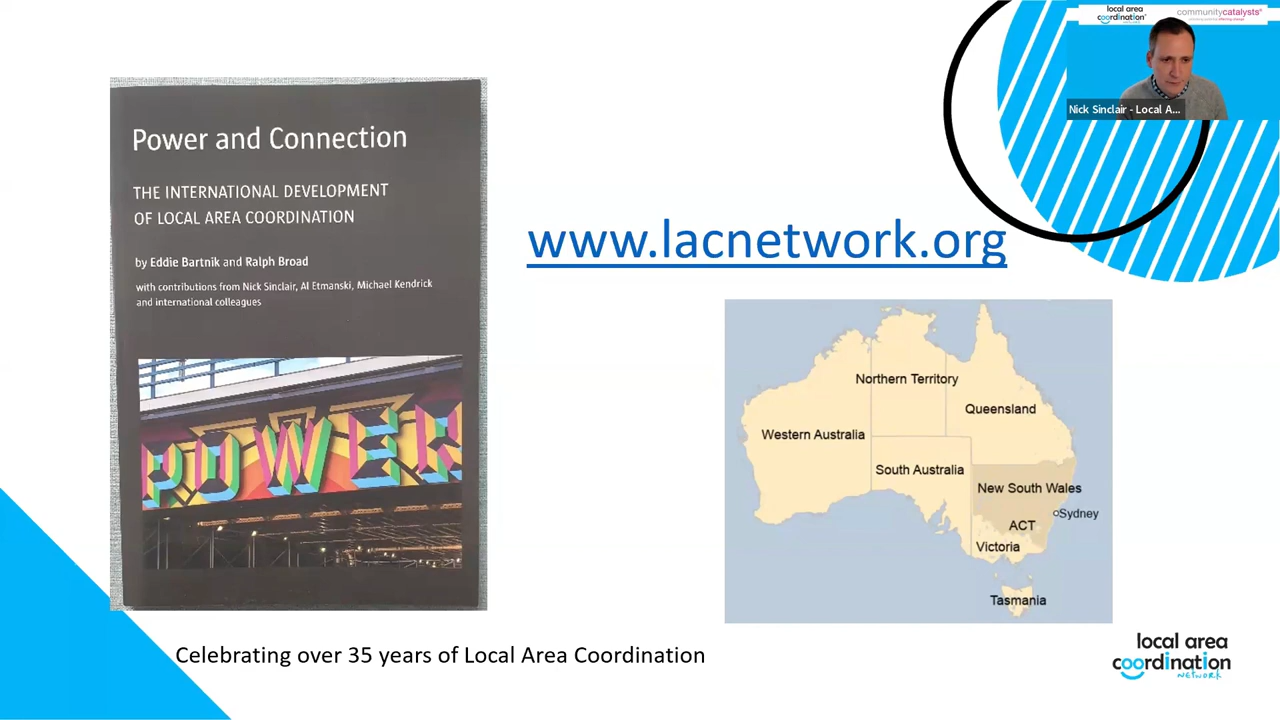 Power and Connection
THE INTERNATIONAL DEVELOPMENT
OF LOCAL AREA COORDINATION
by Eddie Bartnik and Ralph Broad
with contributions from Nick Sinclair, Al Etmanski, Michael Kendrick
and international colleagues
POWER
www.lacnetwork.org
Northern Territory
Queensland
Western Australia
South Australia
New South Wales
Sydney
ACT
Victoria
Tasmania
Celebrating over 35 years of Local Area Coordination
local area
coordination
NETWORK
local area
coordination
communitycatalysts
Nick Sinclair - Local A...